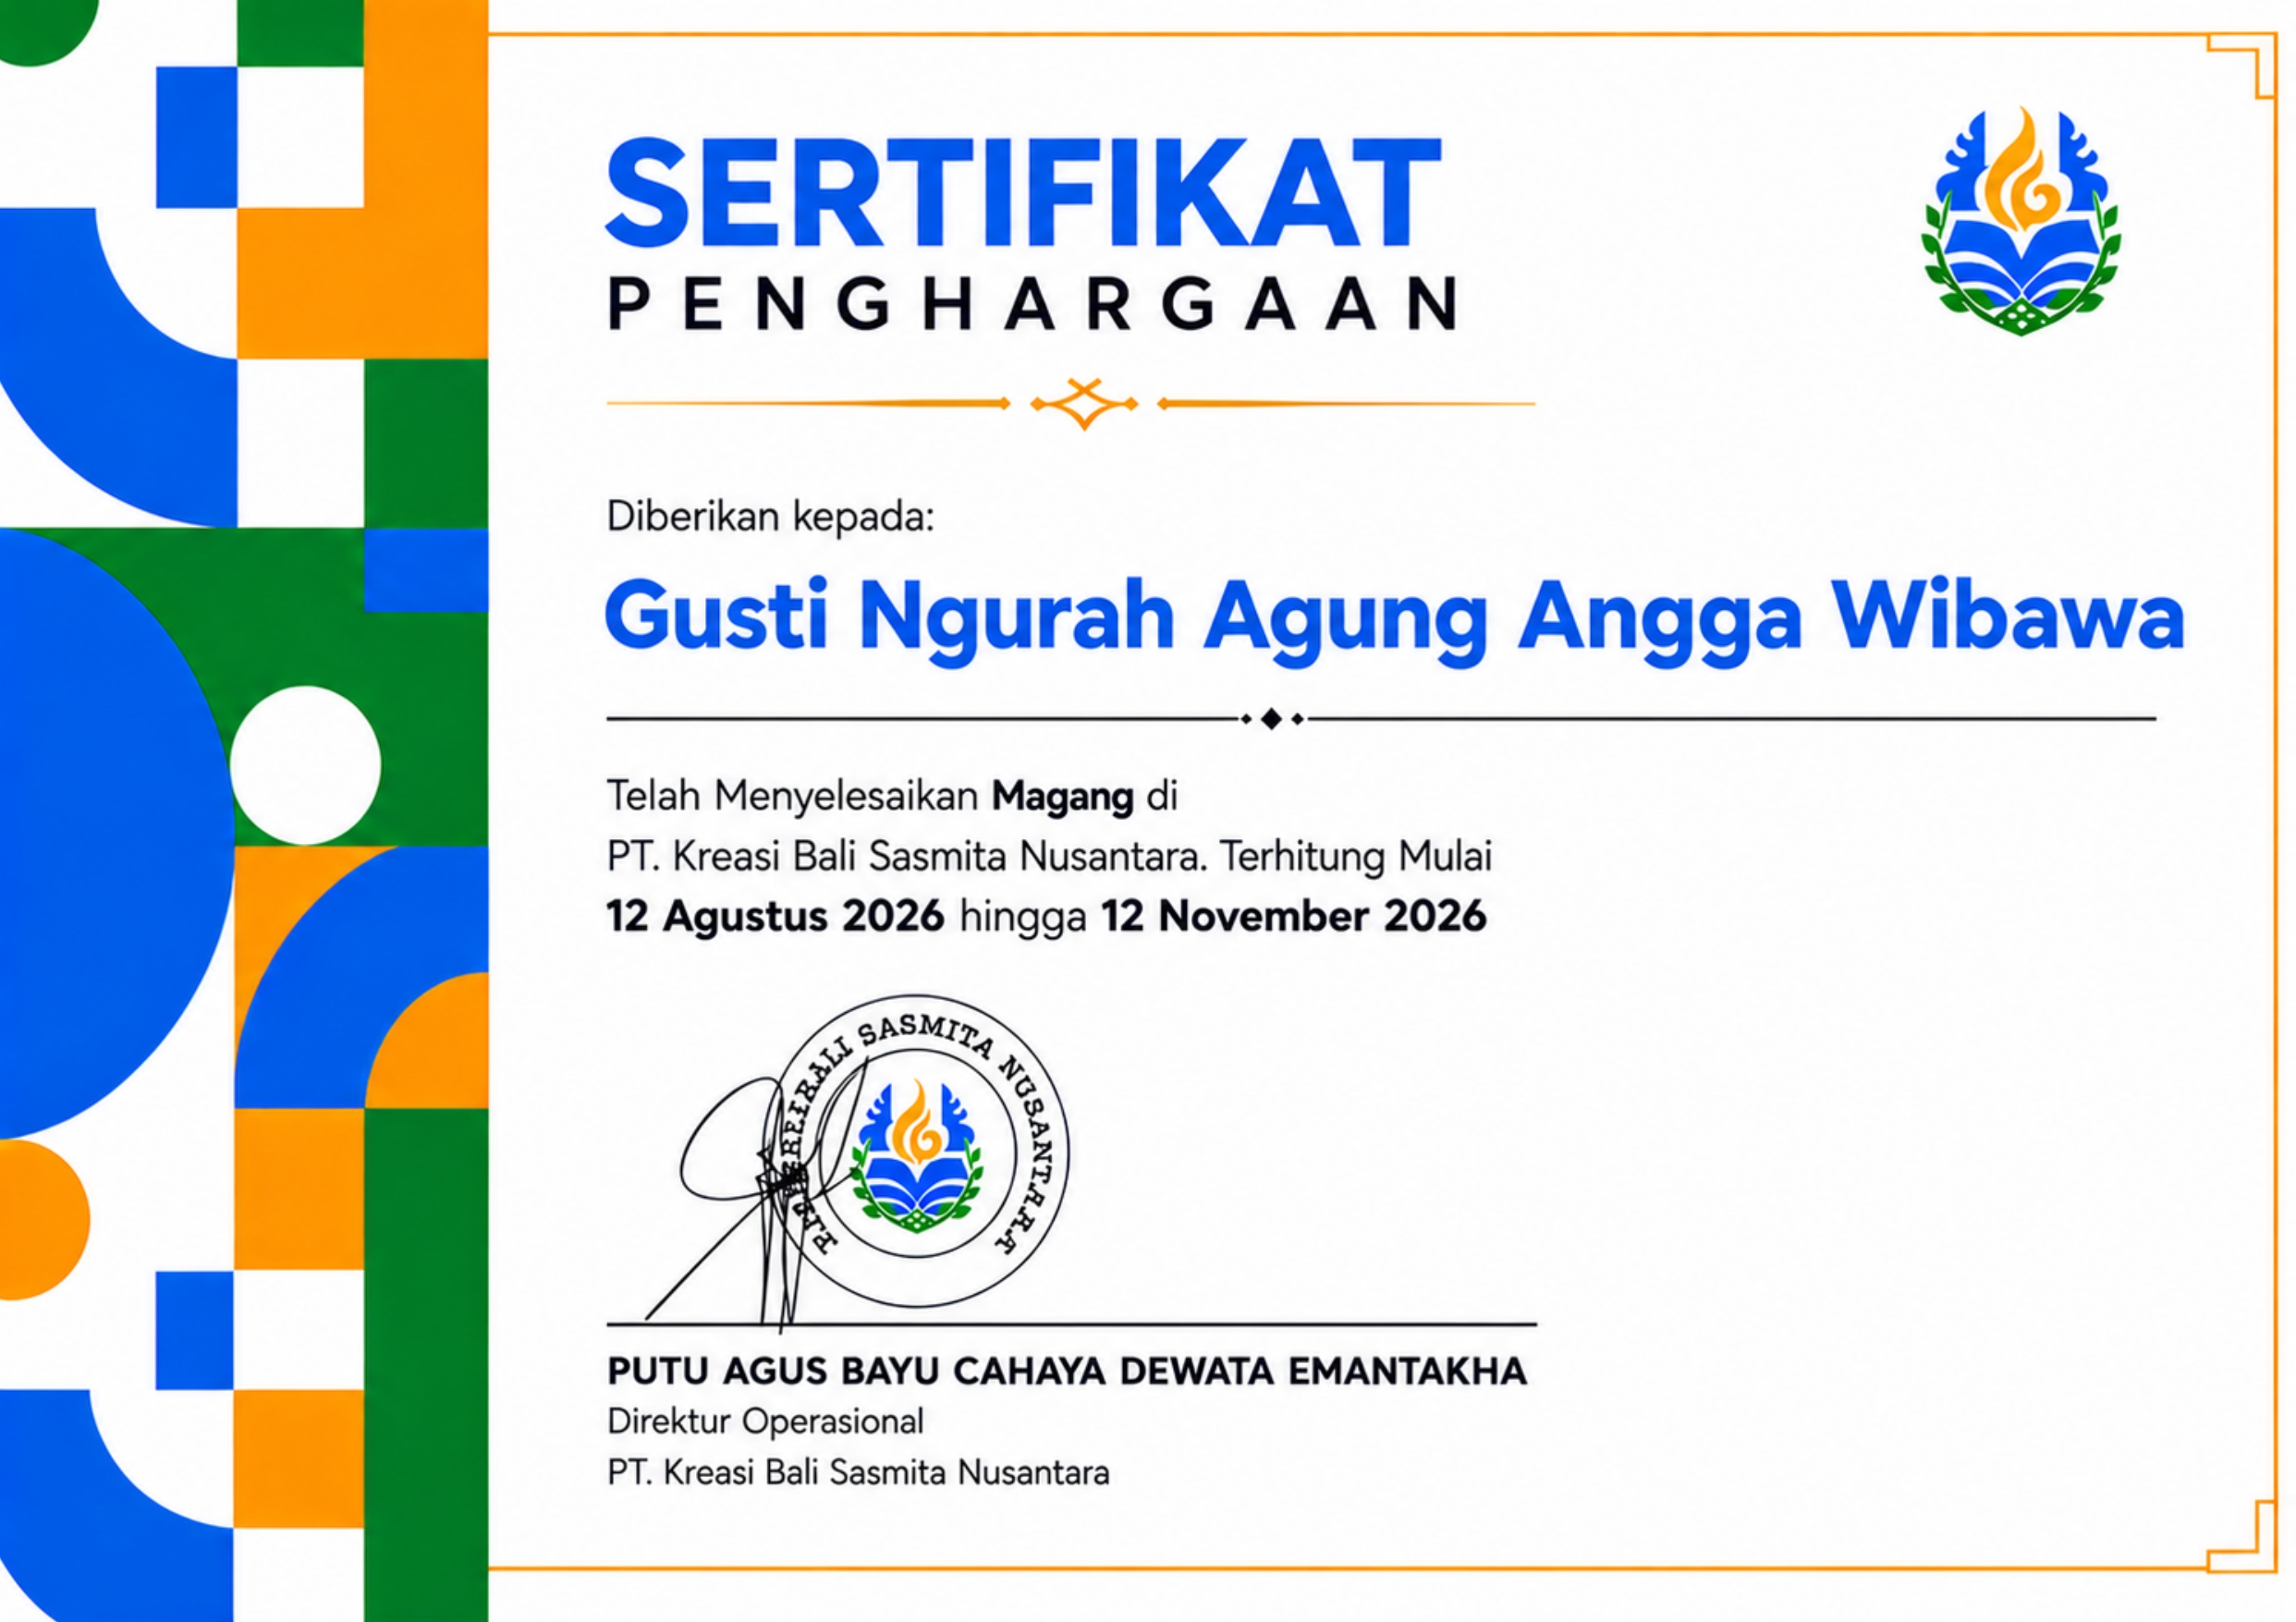 SERTIFIKAT
PENGHARGAAN
Diberikan kepada:
Gusti Ngurah Agung Angga Wibawa
Telah Menyelesaikan Magang di
PT. Kreasi Bali Sasmita Nusantara. Terhitung Mulai
12 Agustus 2026 hingga 12 November 2026
BALI SASMITA NUSANTARA
PUTU AGUS BAYU CAHAYA DEWATA EMANTAKHA
Direktur Operasional
PT. Kreasi Bali Sasmita Nusantara